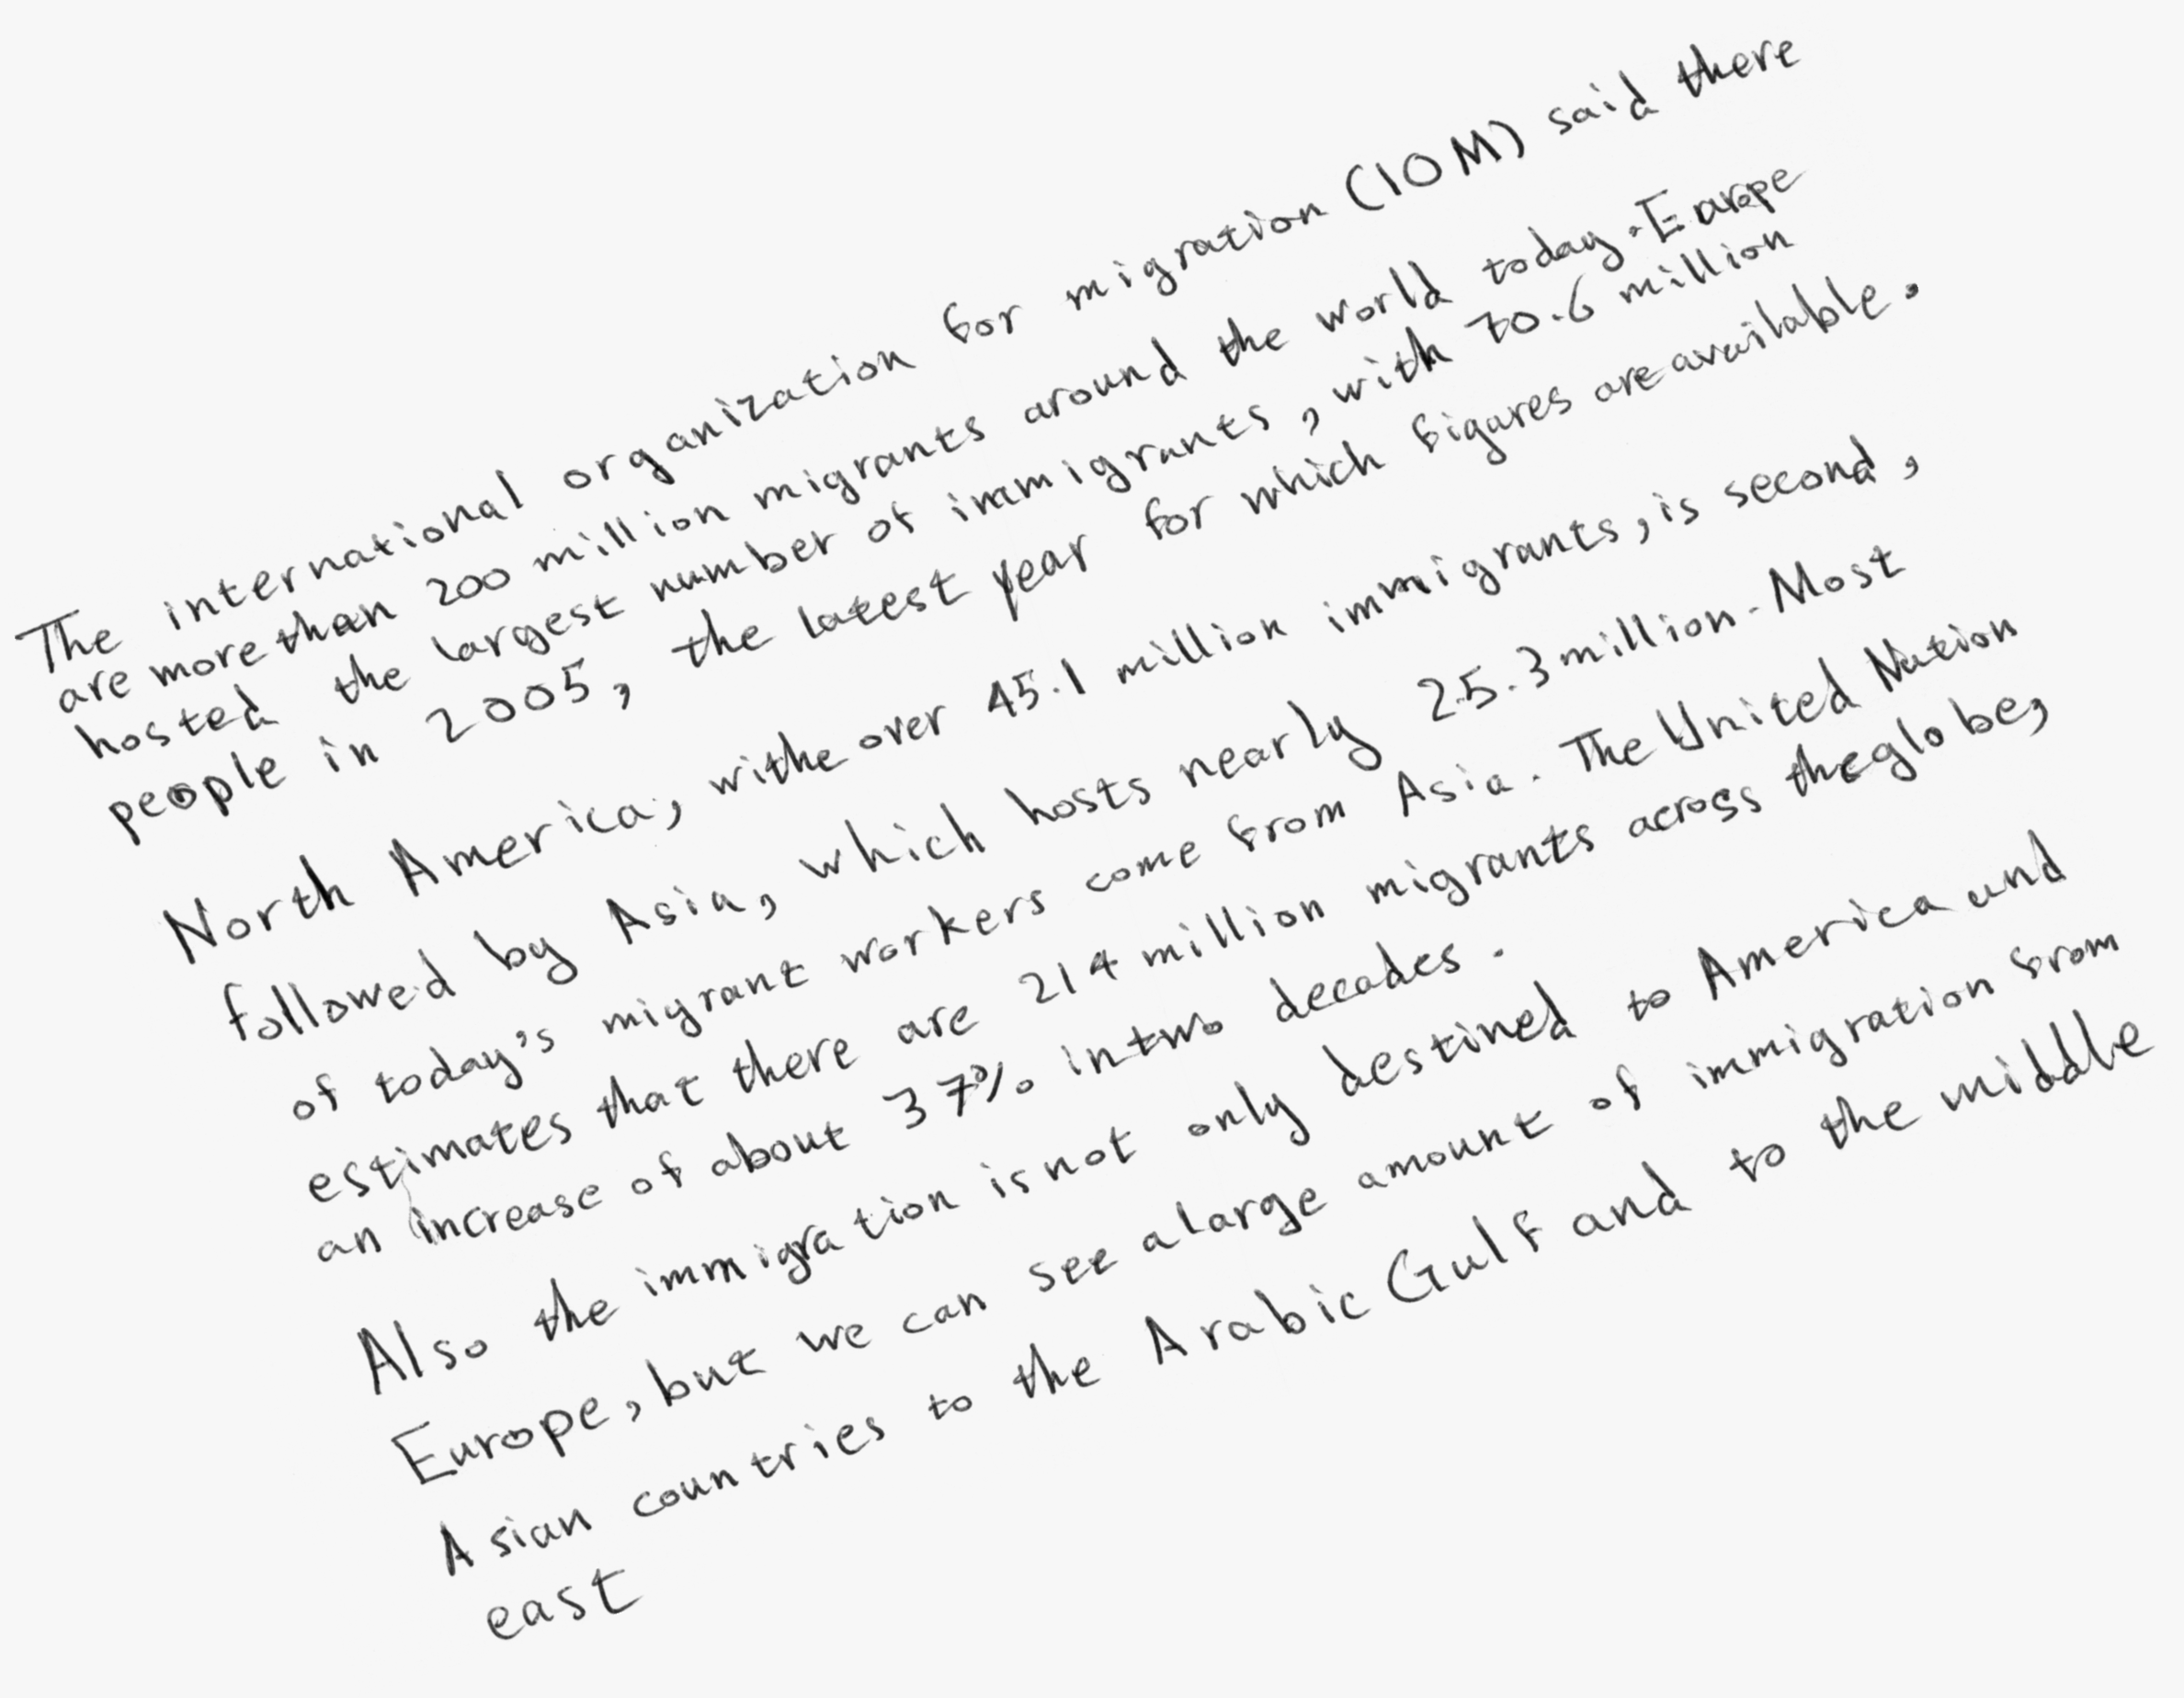 The international organization for migration (IOM) said there
are more than 200 million migrants around the world today. Europe
hosted the largest number of immigrants, with 70.6 million
people in 2005, the latest year for which figures are available.
North America, withe over 45.1 million immigrants, is second,
followed by Asia, which hosts nearly 25.3 million. Most
of today's migrant workers come from Asia. The United Nation
estimates that there are 214 million migrants across the globe,
an increase of about 37% in two decades.
Also the immigration is not only destined to America and
Europe, but we can see a large amount of immigration from
Asian countries to the Arabic Gulf and to the middle
east